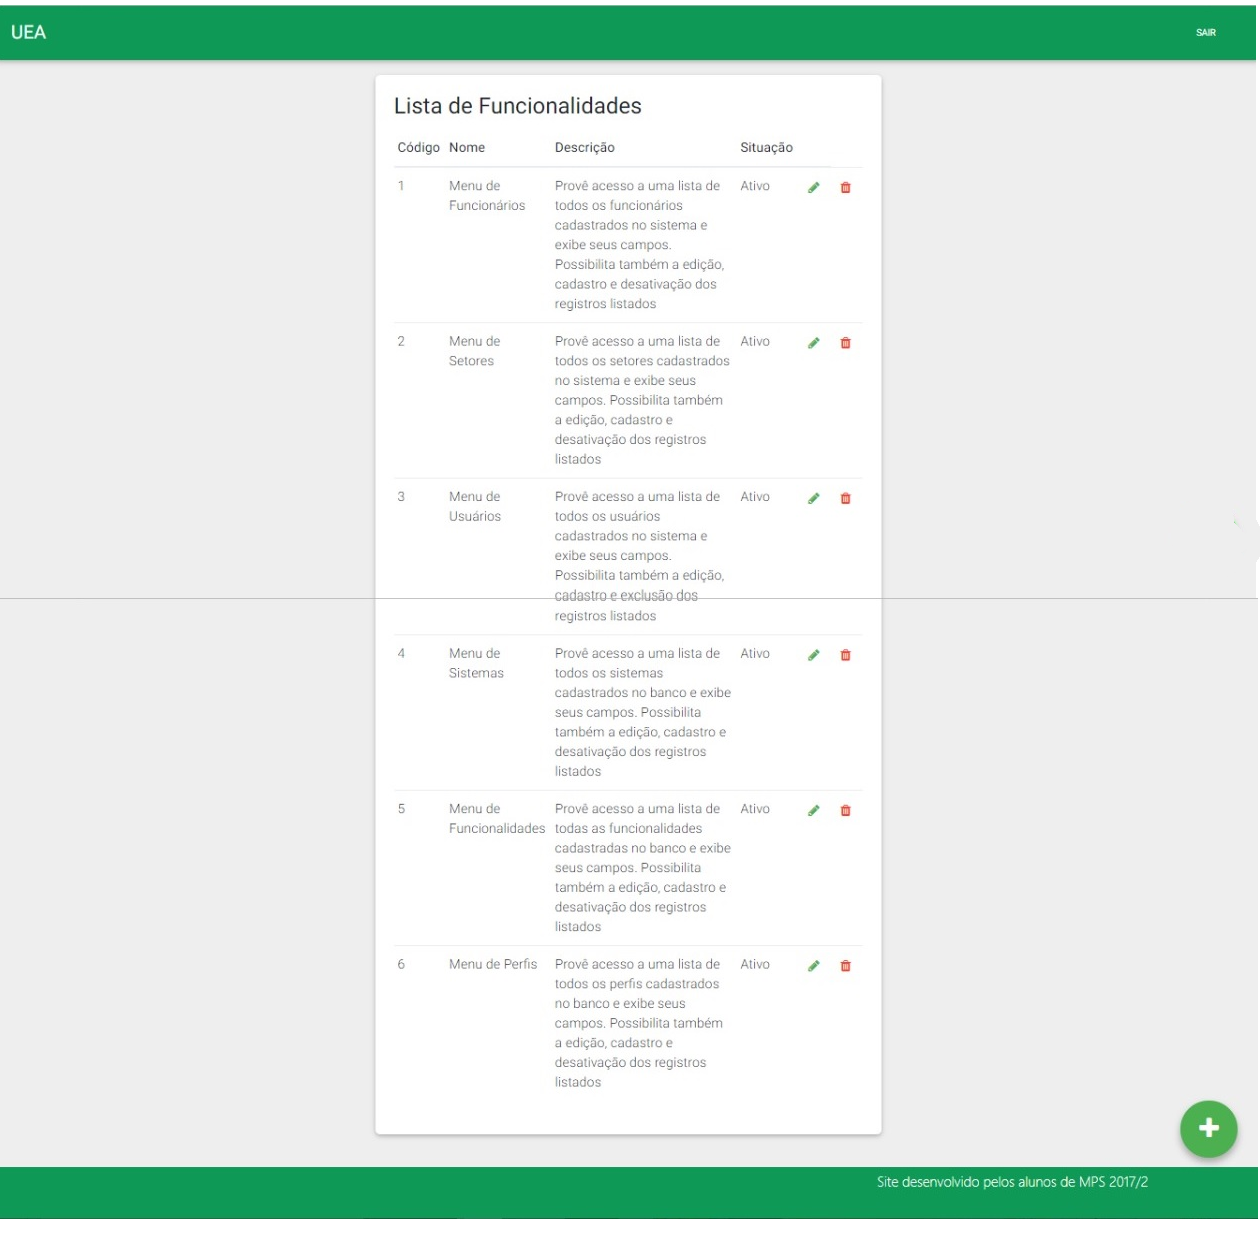 UEA
SAIR
Lista de Funcionalidades
Código Nome Descrição Situação
1 Menu de Provê acesso a uma lista de Ativo
Funcionários todos os funcionários
cadastrados no sistema e
exibe seus campos.
Possibilita também a edição,
cadastro e desativação dos
registros listados
2 Menu de Provê acesso a uma lista de Ativo
Setores todos os setores cadastrados
no sistema e exibe seus
campos. Possibilita também
a edição, cadastro e
desativação dos registros
listados
3 Menu de Provê acesso a uma lista de Ativo
Usuários todos os usuários
cadastrados no sistema e
exibe seus campos.
Possibilita também a edição,
cadastro e exclusão dos
registros listados
4 Menu de Provê acesso a uma lista de Ativo
Sistemas todos os sistemas
cadastrados no banco e exibe
seus campos. Possibilita
também a edição, cadastro e
desativação dos registros
listados
5 Menu de Provê acesso a uma lista de Ativo
Funcionalidades todas as funcionalidades
cadastradas no banco e exibe
seus campos. Possibilita
também a edição, cadastro e
desativação dos registros
listados
6 Menu de Perfis Provê acesso a uma lista de Ativo
todos os perfis cadastrados
no banco e exibe seus
campos. Possibilita também
a edição, cadastro e
desativação dos registros
listados
Site desenvolvido pelos alunos de MPS 2017/2